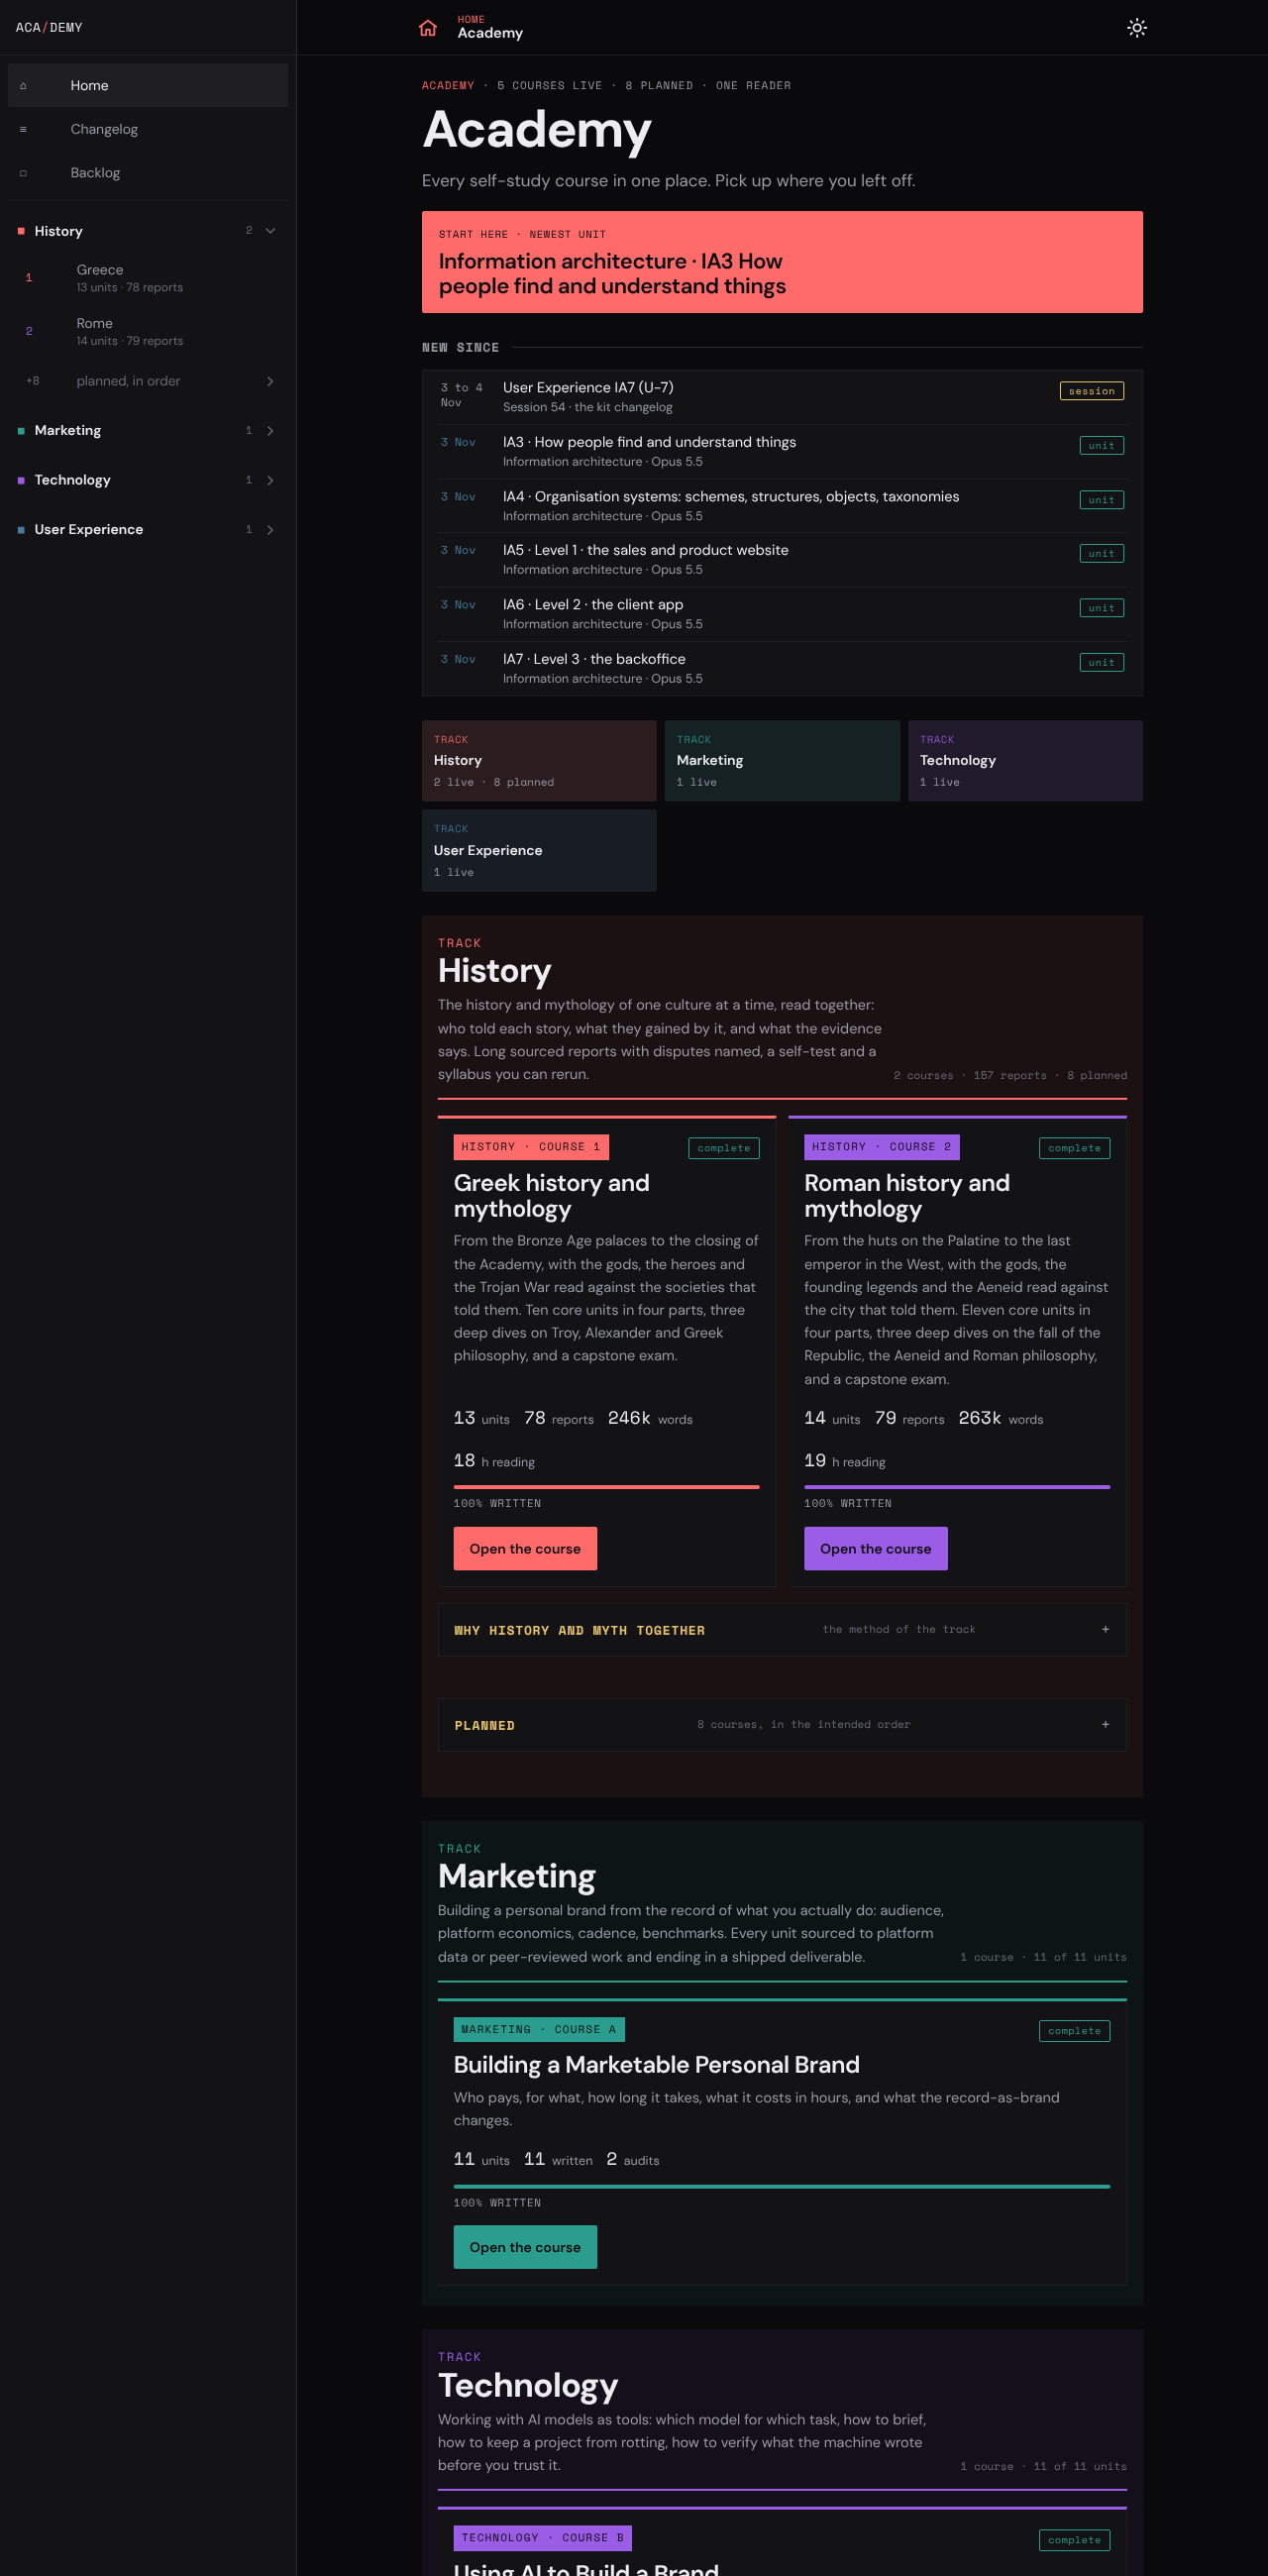 ACA/DEMY
Home
Changelog
Backlog
History 2
1 Greece
13 units · 78 reports
2 Rome
14 units · 79 reports
+8 planned, in order
Marketing 1
Technology 1
User Experience 1
HOME
Academy
ACADEMY · 5 COURSES LIVE · 8 PLANNED · ONE READER
Academy
Every self-study course in one place. Pick up where you left off.
START HERE · NEWEST UNIT
Information architecture · IA3 How
people find and understand things
NEW SINCE
3 to 4
Nov
User Experience IA7 (U-7)
Session 54 · the kit changelog
session
3 Nov
IA3 · How people find and understand things
Information architecture · Opus 5.5
unit
3 Nov
IA4 · Organisation systems: schemes, structures, objects, taxonomies
Information architecture · Opus 5.5
unit
3 Nov
IA5 · Level 1 · the sales and product website
Information architecture · Opus 5.5
unit
3 Nov
IA6 · Level 2 · the client app
Information architecture · Opus 5.5
unit
3 Nov
IA7 · Level 3 · the backoffice
Information architecture · Opus 5.5
unit
TRACK
History
2 live · 8 planned
TRACK
Marketing
1 live
TRACK
Technology
1 live
TRACK
User Experience
1 live
TRACK
History
The history and mythology of one culture at a time, read together:
who told each story, what they gained by it, and what the evidence
says. Long sourced reports with disputes named, a self-test and a
syllabus you can rerun.
2 courses · 157 reports · 8 planned
HISTORY · COURSE 1
complete
Greek history and
mythology
From the Bronze Age palaces to the closing of
the Academy, with the gods, the heroes and
the Trojan War read against the societies that
told them. Ten core units in four parts, three
deep dives on Troy, Alexander and Greek
philosophy, and a capstone exam.
13 units 78 reports 246k words
18 h reading
100% WRITTEN
Open the course
HISTORY · COURSE 2
complete
Roman history and
mythology
From the huts on the Palatine to the last
emperor in the West, with the gods, the
founding legends and the Aeneid read against
the city that told them. Eleven core units in
four parts, three deep dives on the fall of the
Republic, the Aeneid and Roman philosophy,
and a capstone exam.
14 units 79 reports 263k words
19 h reading
100% WRITTEN
Open the course
WHY HISTORY AND MYTH TOGETHER the method of the track +
PLANNED 8 courses, in the intended order +
TRACK
Marketing
Building a personal brand from the record of what you actually do: audience,
platform economics, cadence, benchmarks. Every unit sourced to platform
data or peer-reviewed work and ending in a shipped deliverable.
1 course · 11 of 11 units
MARKETING · COURSE A
complete
Building a Marketable Personal Brand
Who pays, for what, how long it takes, what it costs in hours, and what the record-as-brand
changes.
11 units 11 written 2 audits
100% WRITTEN
Open the course
TRACK
Technology
Working with AI models as tools: which model for which task, how to brief,
how to keep a project from rotting, how to verify what the machine wrote
before you trust it.
1 course · 11 of 11 units
TECHNOLOGY · COURSE B
complete
Using AI to Build a Brand